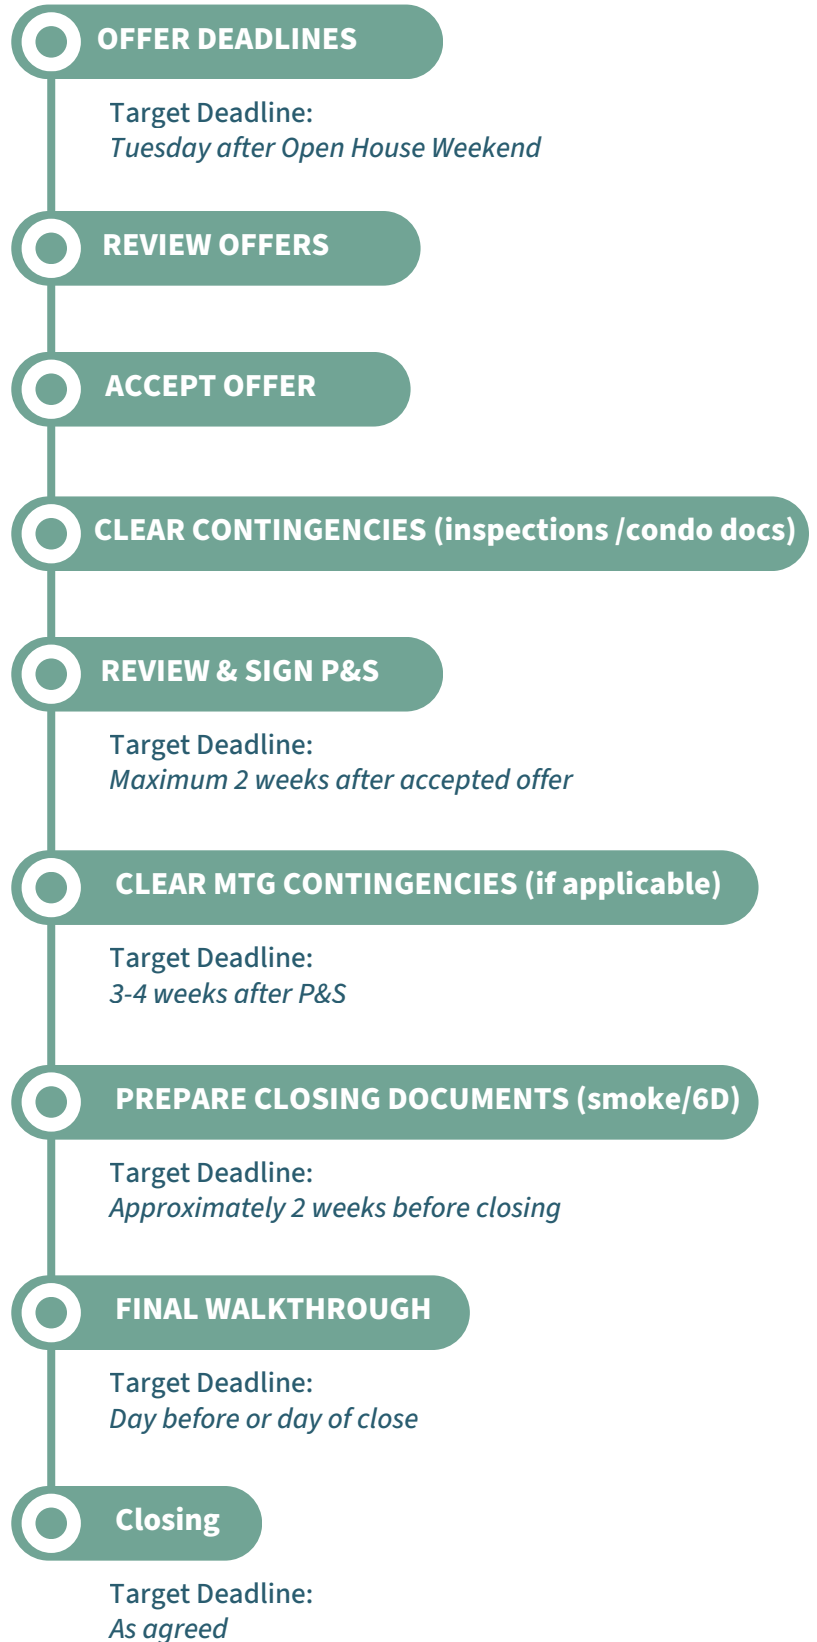 OFFER DEADLINES
Target Deadline:
Tuesday after Open House Weekend
REVIEW OFFERS
ACCEPT OFFER
CLEAR CONTINGENCIES (inspections /condo docs)
REVIEW & SIGN P&S
Target Deadline:
Maximum 2 weeks after accepted offer
CLEAR MTG CONTINGENCIES (if applicable)
Target Deadline:
3-4 weeks after P&S
PREPARE CLOSING DOCUMENTS (smoke/6D)
Target Deadline:
Approximately 2 weeks before closing
FINAL WALKTHROUGH
Target Deadline:
Day before or day of close
Closing
Target Deadline:
As agreed